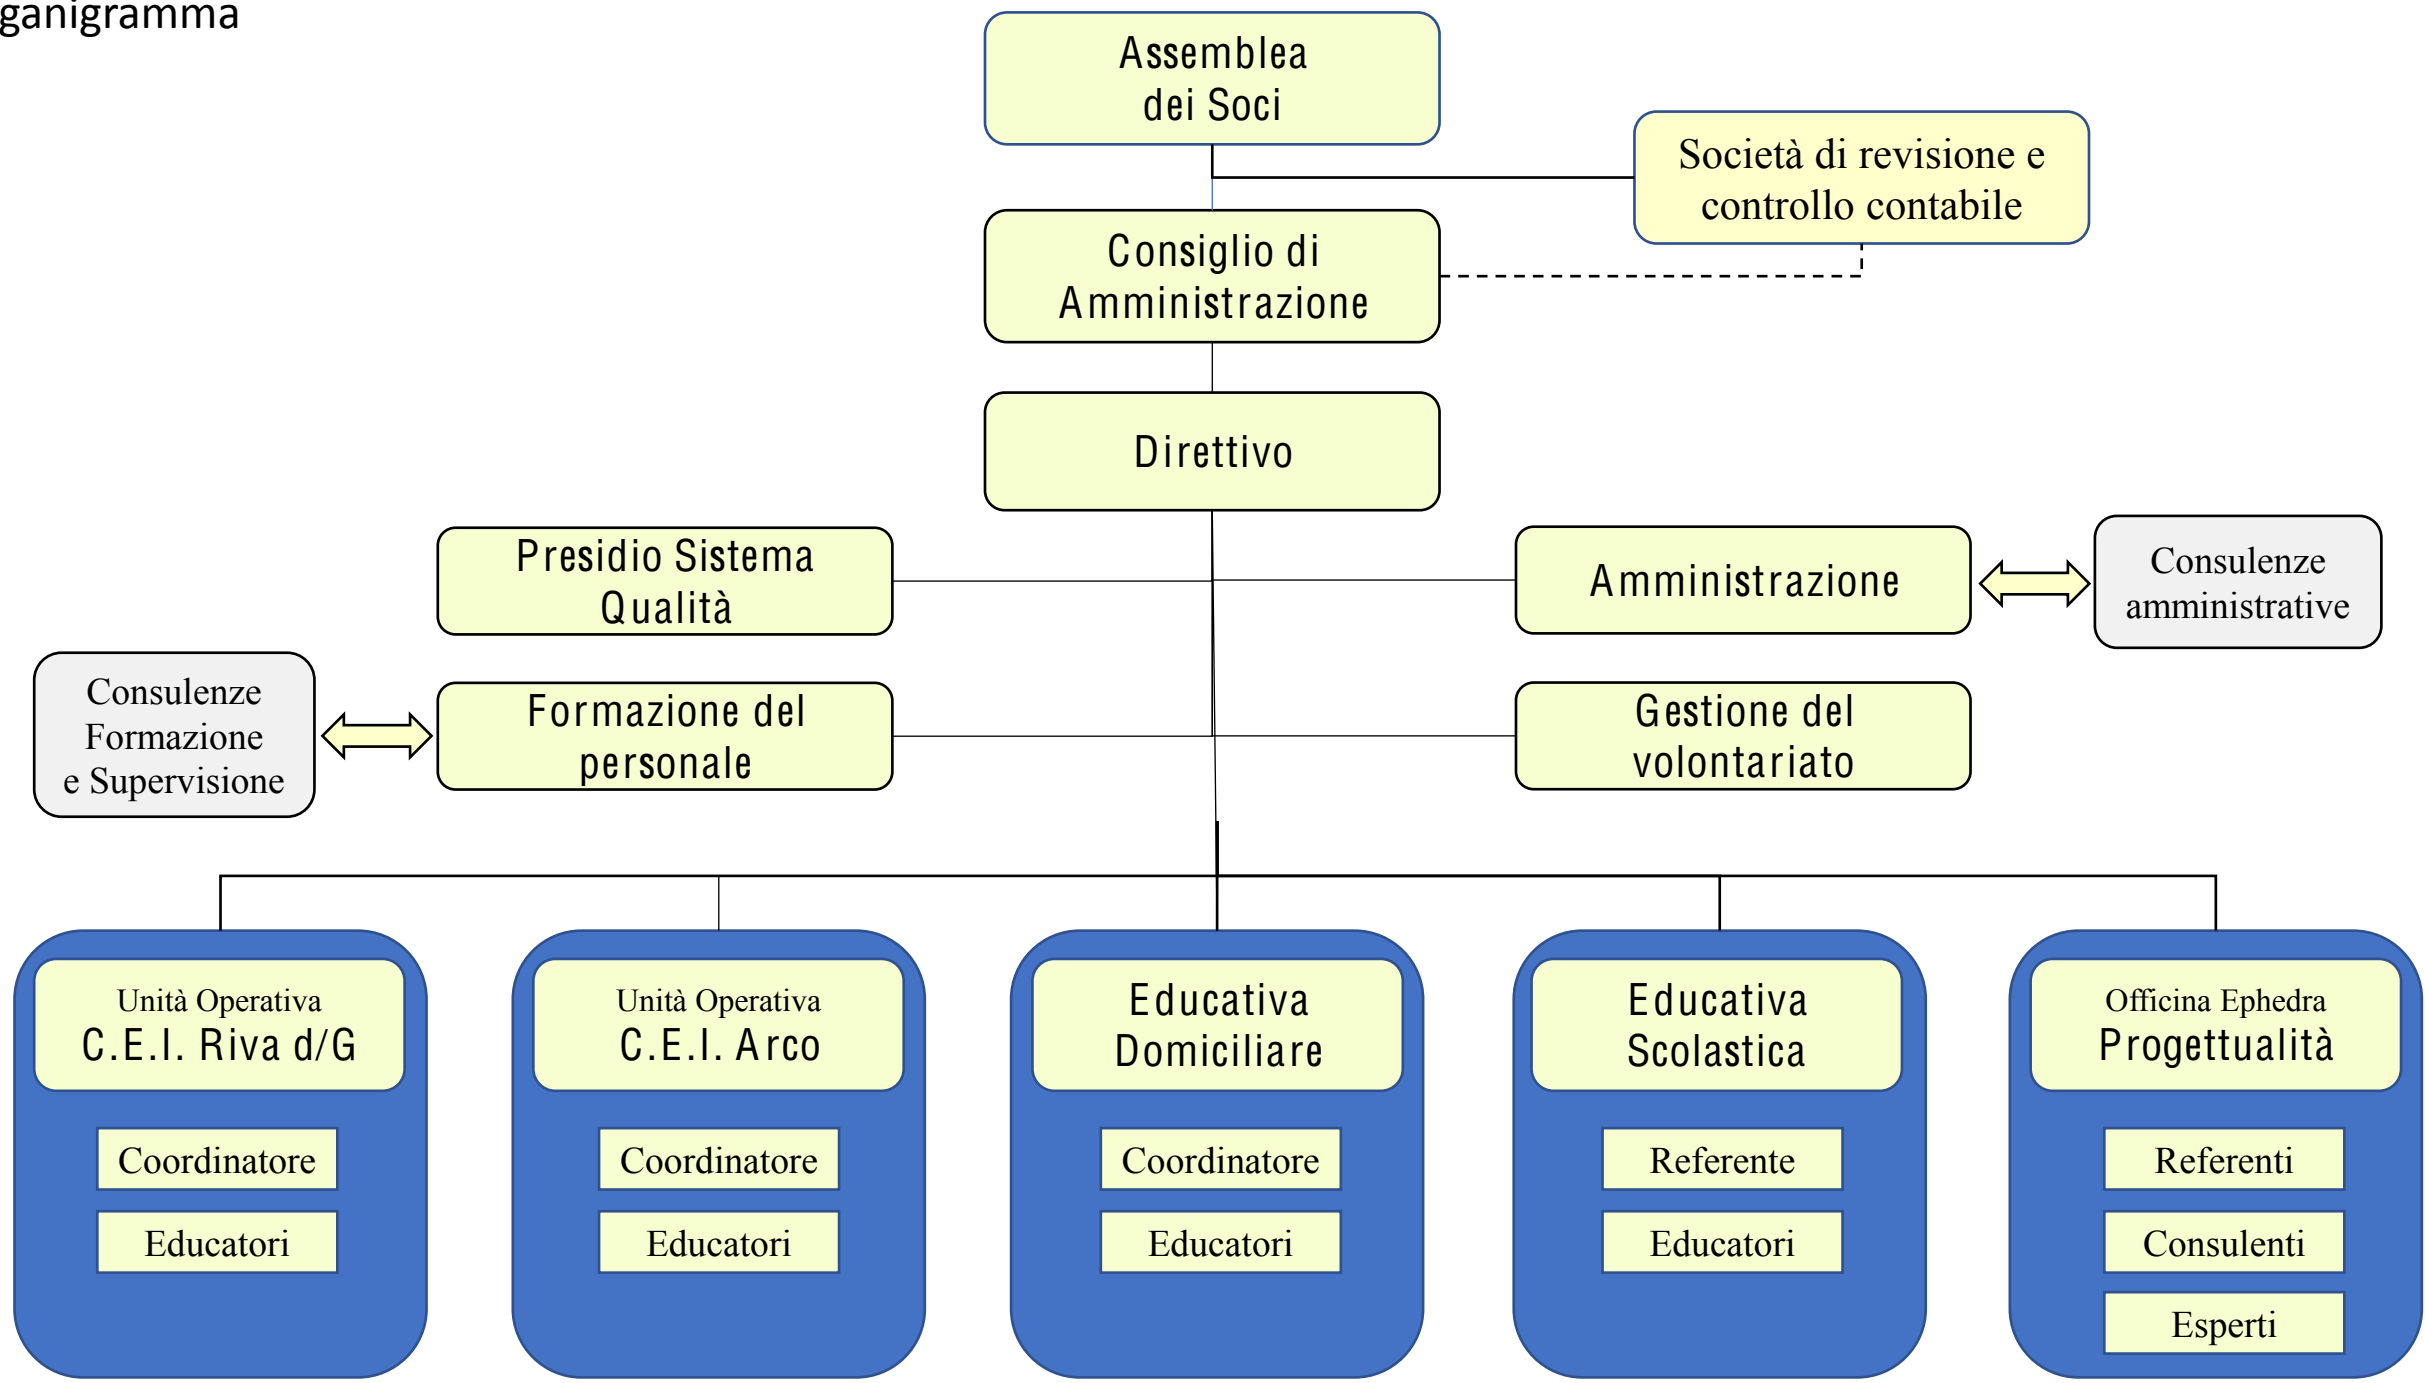 ganigramma
Assemblea
dei Soci
Società di revisione e
controllo contabile
Consiglio di
Amministrazione
Direttivo
Presidio Sistema
Qualità
Amministrazione
Consulenze
amministrative
Consulenze
Formazione
e Supervisione
Formazione del
personale
Gestione del
volontariato
Unità Operativa
C.E.I. Riva d/G
Coordinatore
Educatori
Unità Operativa
C.E.I. Arco
Coordinatore
Educatori
Educativa
Domiciliare
Coordinatore
Educatori
Educativa
Scolastica
Referente
Educatori
Officina Ephedra
Progettualità
Referenti
Consulenti
Esperti